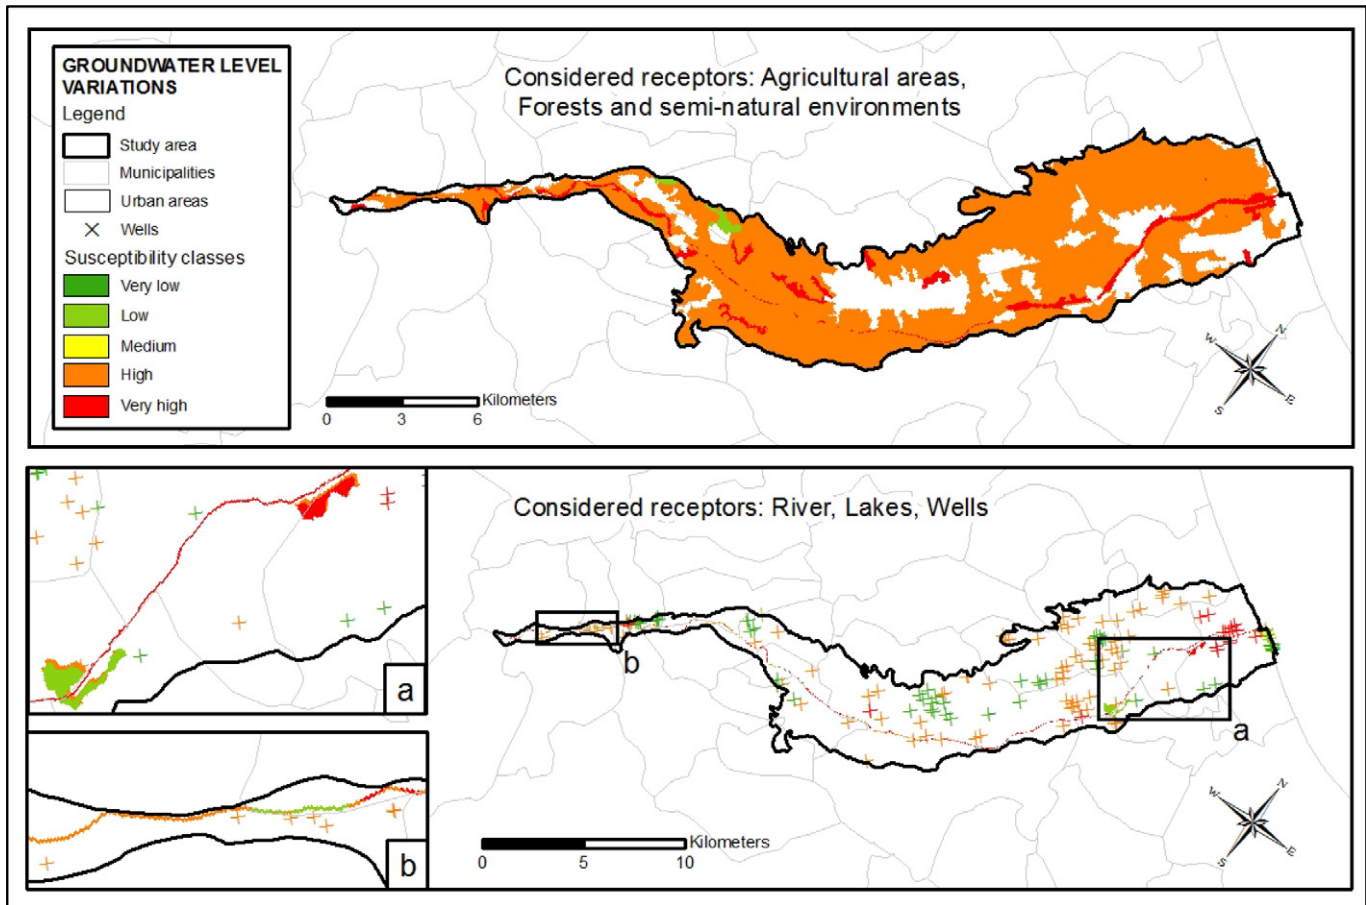 GROUNDWATER LEVEL
VARIATIONS
Legend
Study area
Municipalities
Urban areas
Wells
Susceptibility classes
Very low
Low
Medium
High
Very high
Considered receptors: Agricultural areas,
Forests and semi-natural environments
0 3 6 Kilometers
W N
S E
a
b
Considered receptors: River, Lakes, Wells
b
a
0 5 10 Kilometers
W N
S E